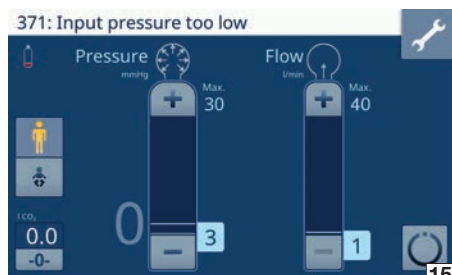 371: Input pressure too low
Pressure
mmHg
Flow
l/min
+
Max.
30
+
Max.
40
0
−
3
−
1
l CO₂
0.0
-0-
15